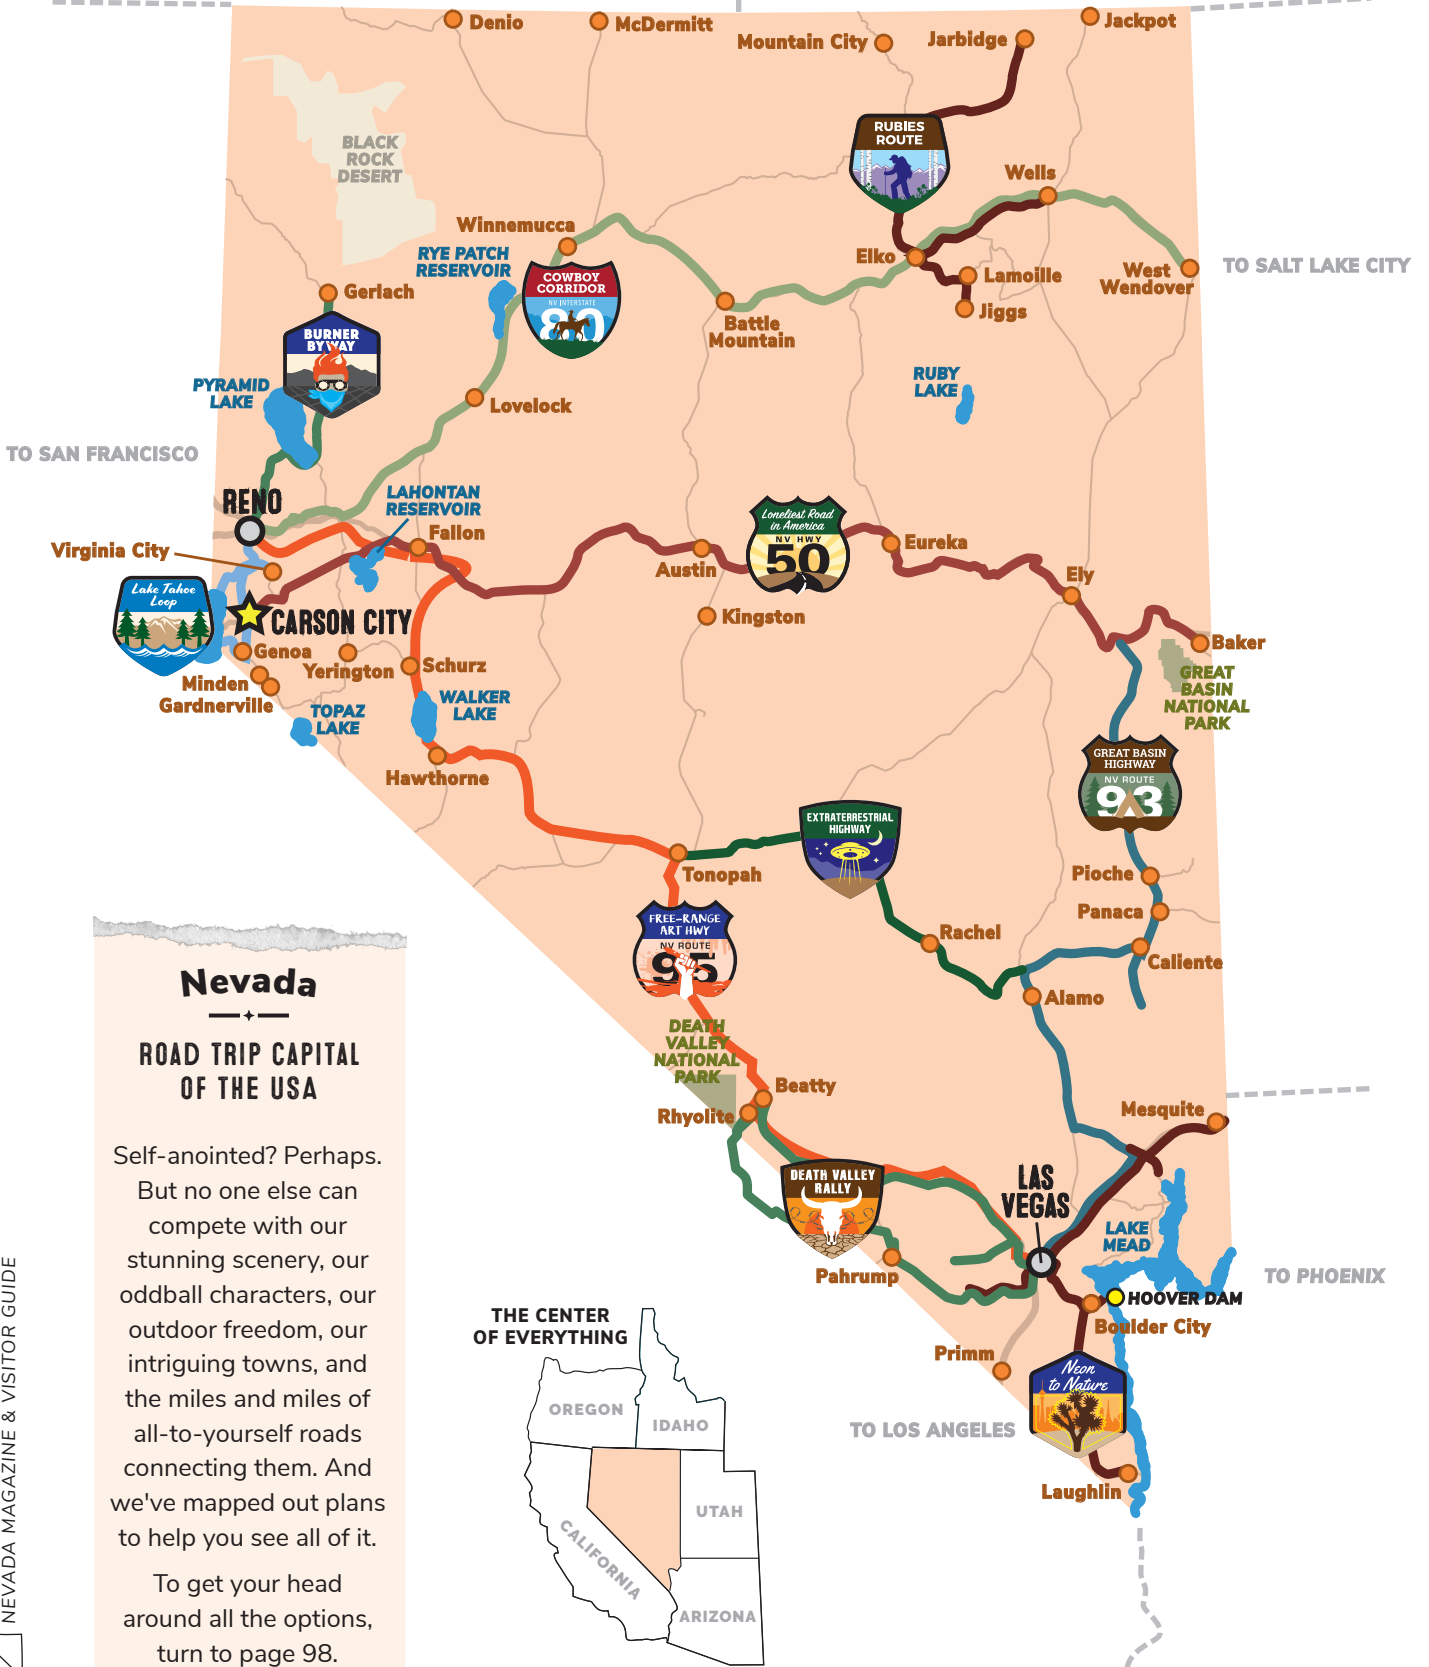 Denio
McDermitt
Mountain City
Jarbidge
Jackpot
BLACK
ROCK
DESERT
RUBIES
ROUTE
Wells
Winnemucca
RYE PATCH
RESERVOIR
COWBOY
CORRIDOR
NV INTERSTATE
80
Elko
Lamoille
Jiggs
West
Wendover
TO SALT LAKE CITY
Gerlach
BURNER
BYWAY
Battle
Mountain
PYRAMID
LAKE
Lovelock
RUBY
LAKE
TO SAN FRANCISCO
RENO
LAHONTAN
RESERVOIR
Virginia City
Fallon
Loneliest Road
in America
NV HWY
50
Austin
Eureka
Ely
Lake Tahoe
Loop
CARSON CITY
Kingston
Genoa
Yerington
Schurz
Baker
Minden
Gardnerville
TOPAZ
LAKE
WALKER
LAKE
GREAT
BASIN
NATIONAL
PARK
Hawthorne
GREAT BASIN
HIGHWAY
NV ROUTE
93
EXTRATERRESTRIAL
HIGHWAY
Tonopah
Pioche
Panaca
Caliente
FREE-RANGE
ART HWY
NV ROUTE
95
Rachel
Alamo
DEATH
VALLEY
NATIONAL
PARK
Beatty
Rhyolite
Mesquite
DEATH VALLEY
RALLY
LAS
VEGAS
LAKE
MEAD
Pahrump
TO PHOENIX
HOOVER DAM
Boulder City
Primm
Neon
to Nature
TO LOS ANGELES
Laughlin
Nevada
ROAD TRIP CAPITAL
OF THE USA
Self-anointed? Perhaps.
But no one else can
compete with our
stunning scenery, our
oddball characters, our
outdoor freedom, our
intriguing towns, and
the miles and miles of
all-to-yourself roads
connecting them. And
we've mapped out plans
to help you see all of it.
To get your head
around all the options,
turn to page 98.
THE CENTER
OF EVERYTHING
OREGON
IDAHO
UTAH
CALIFORNIA
ARIZONA
NEVADA MAGAZINE & VISITOR GUIDE